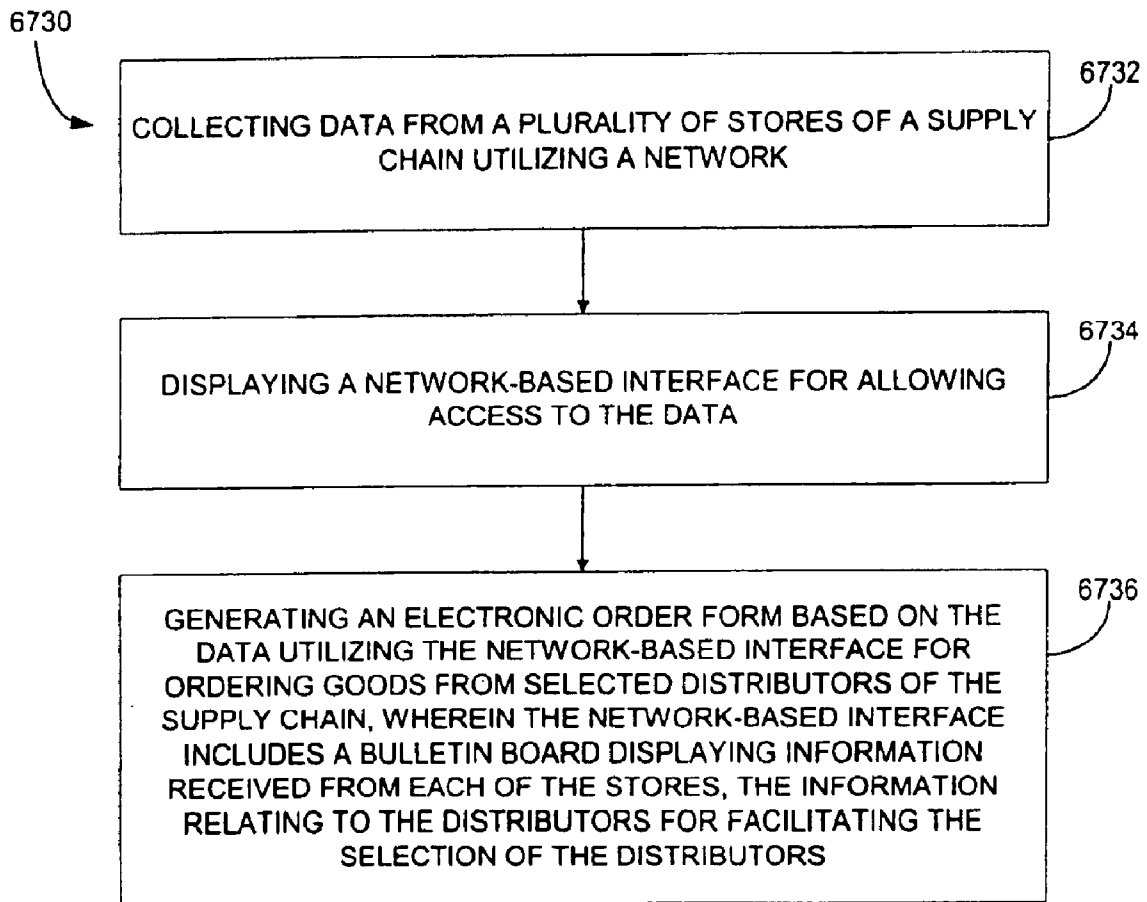 6730
6732
COLLECTING DATA FROM A PLURALITY OF STORES OF A SUPPLY
CHAIN UTILIZING A NETWORK
6734
DISPLAYING A NETWORK-BASED INTERFACE FOR ALLOWING
ACCESS TO THE DATA
6736
GENERATING AN ELECTRONIC ORDER FORM BASED ON THE
DATA UTILIZING THE NETWORK-BASED INTERFACE FOR
ORDERING GOODS FROM SELECTED DISTRIBUTORS OF THE
SUPPLY CHAIN, WHEREIN THE NETWORK-BASED INTERFACE
INCLUDES A BULLETIN BOARD DISPLAYING INFORMATION
RECEIVED FROM EACH OF THE STORES, THE INFORMATION
RELATING TO THE DISTRIBUTORS FOR FACILITATING THE
SELECTION OF THE DISTRIBUTORS